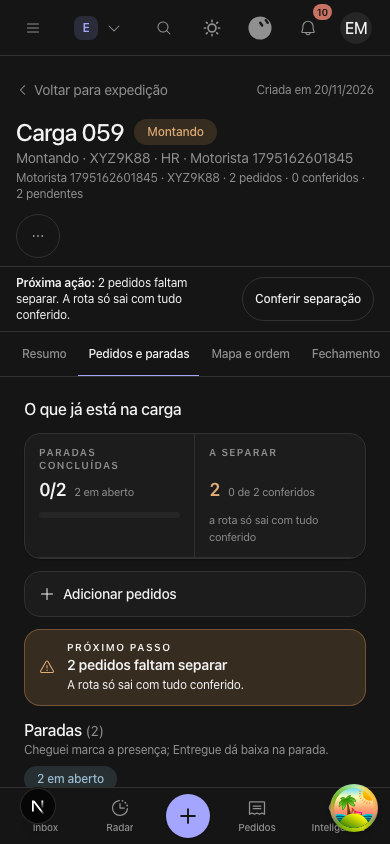 E
10
EM
Voltar para expedição
Criada em 20/11/2026
Carga 059
Montando
Montando · XYZ9K88 · HR · Motorista 1795162601845
Motorista 1795162601845 · XYZ9K88 · 2 pedidos · 0 conferidos ·
2 pendentes
Próxima ação: 2 pedidos faltam
separar. A rota só sai com tudo
conferido.
Conferir separação
Resumo
Pedidos e paradas
Mapa e ordem
Fechamento
O que já está na carga
PARADAS
CONCLUÍDAS
0/2 2 em aberto
A SEPARAR
2 0 de 2 conferidos
a rota só sai com tudo
conferido
Adicionar pedidos
PRÓXIMO PASSO
2 pedidos faltam separar
A rota só sai com tudo conferido.
Paradas (2)
Cheguei marca a presença; Entregue dá baixa na parada.
2 em aberto
N
Inbox
Radar
Pedidos